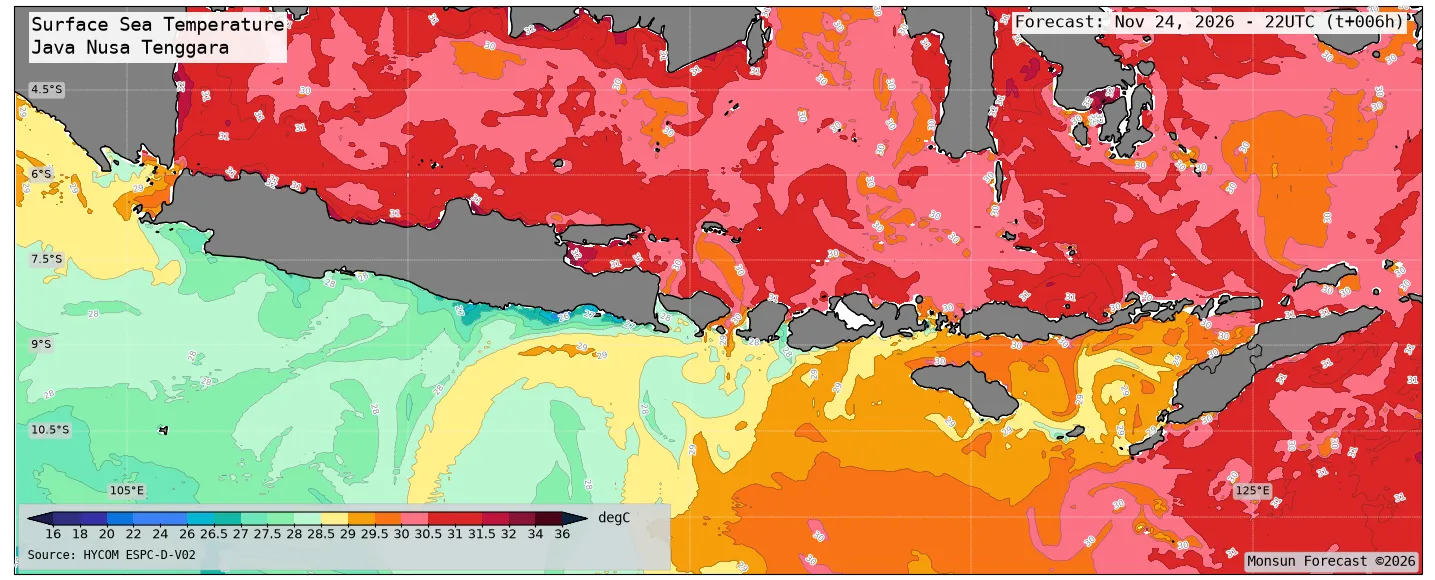 Surface Sea Temperature
Java Nusa Tenggara
Forecast: Nov 24, 2026 - 22UTC (t+006h)
4.5°S
6°S
7.5°S
9°S
10.5°S
105°E
125°E
16 18 20 22 24 26 26.5 27 27.5 28 28.5 29 29.5 30 30.5 31 31.5 32 34 36
degC
Source: HYCOM ESPC-D-V02
Monsun Forecast ©2026